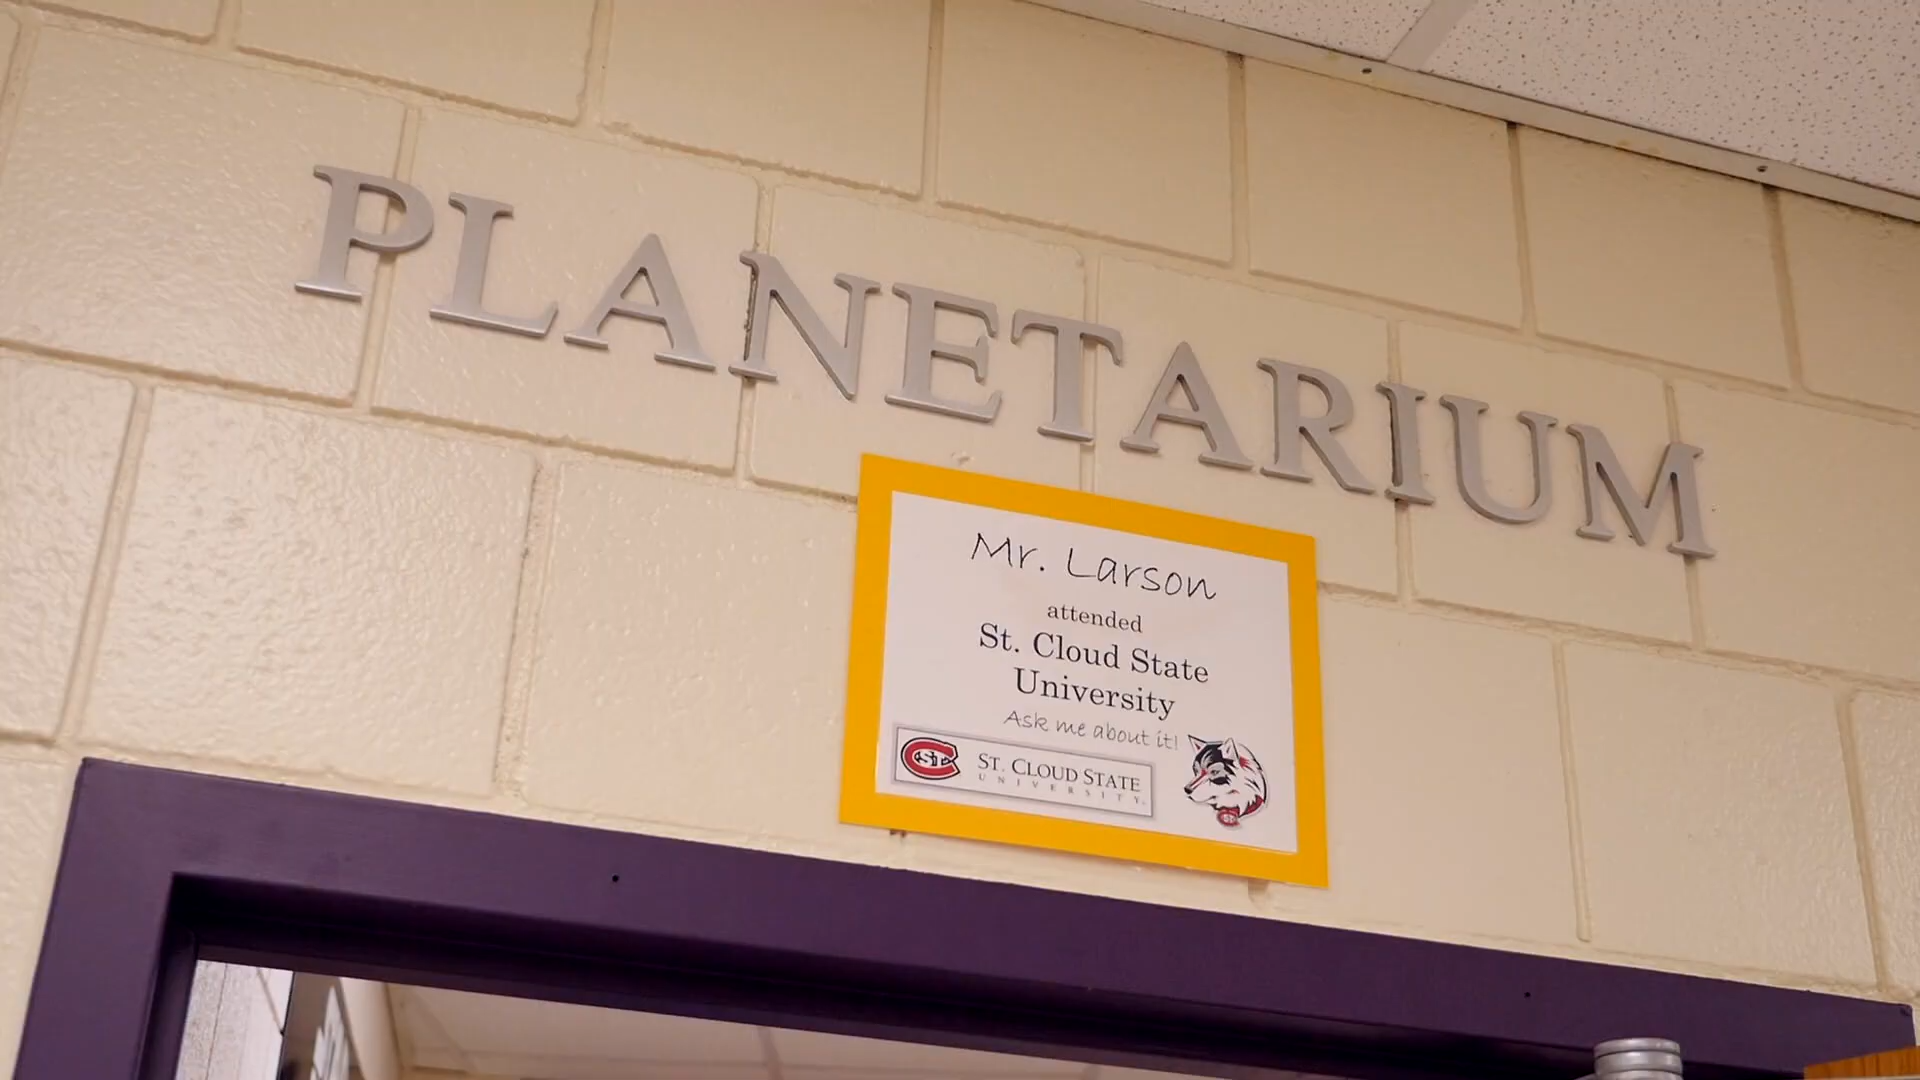 PLANETARIUM
Mr. Larson
attended
St. Cloud State
University
Ask me about it!
ST. CLOUD STATE
UNIVERSITY